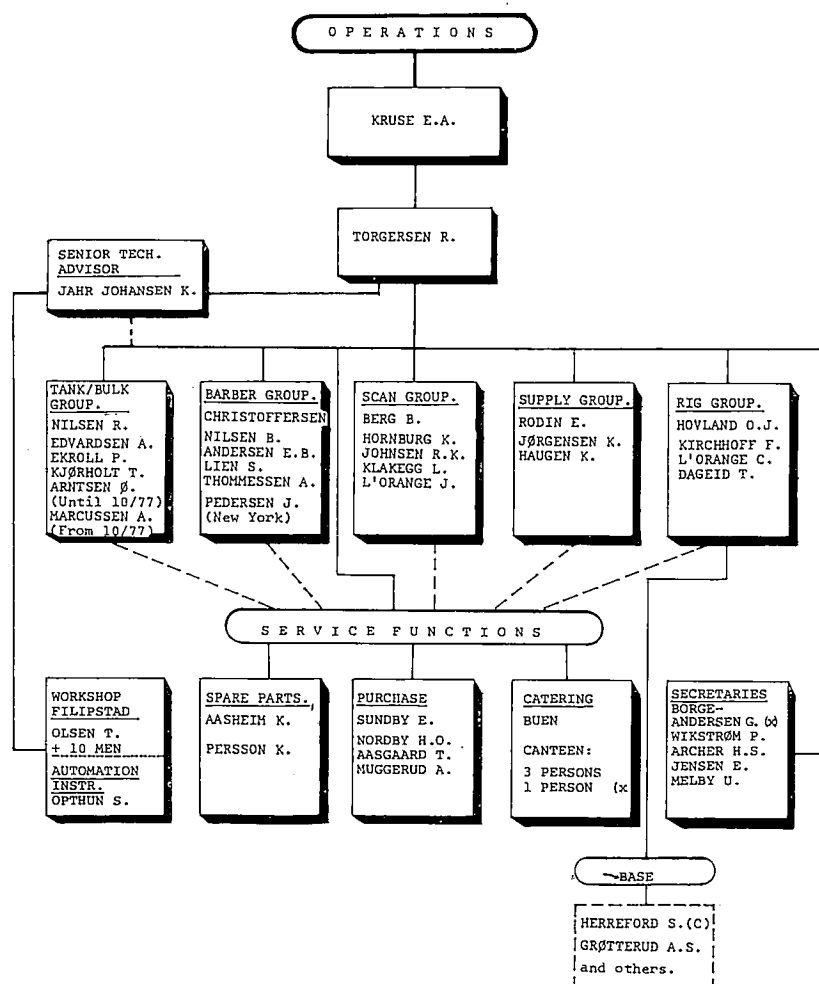 OPERATIONS
KRUSE E.A.
TORGERSEN R.
SENIOR TECH.
ADVISOR
JAHR JOHANSEN K.
TANK/BULK
GROUP.
NILSEN R.
EDVARDSEN A.
EKROLL P.
KJØRHOLT T.
ARNTSEN Ø.
(Until 10/77)
MARCUSSEN A.
(From 10/77)
BARBER GROUP.
CHRISTOFFERSEN
NILSEN B.
ANDERSEN E.B.
LIEN S.
THOMMESSEN A.
PEDERSEN J.
(New York)
SCAN GROUP.
BERG B.
HORNBURG K.
JOHNSEN R.K.
KLAKEGG L.
L'ORANGE J.
SUPPLY GROUP.
RODIN E.
JØRGENSEN K.
HAUGEN K.
RIG GROUP.
HOVLAND O.J.
KIRCHHOFF F.
L'ORANGE C.
DAGEID T.
SERVICE FUNCTIONS
WORKSHOP
FILIPSTAD
OLSEN T.
+ 10 MEN
AUTOMATION
INSTR.
OPTHUN S.
SPARE PARTS.
AASHEIM K.
PERSSON K.
PURCHASE
SUNDBY E.
NORDBY H.O.
AASGAARD T.
MUGGERUD A.
CATERING
BUEN
CANTEEN:
3 PERSONS
1 PERSON (x
SECRETARIES
BORGE-
ANDERSEN G. (x)
WIKSTRØM P.
ARCHER H.S.
JENSEN E.
MELBY U.
BASE
HERREFORD S.(C)
GRØTTERUD A.S.
and others.